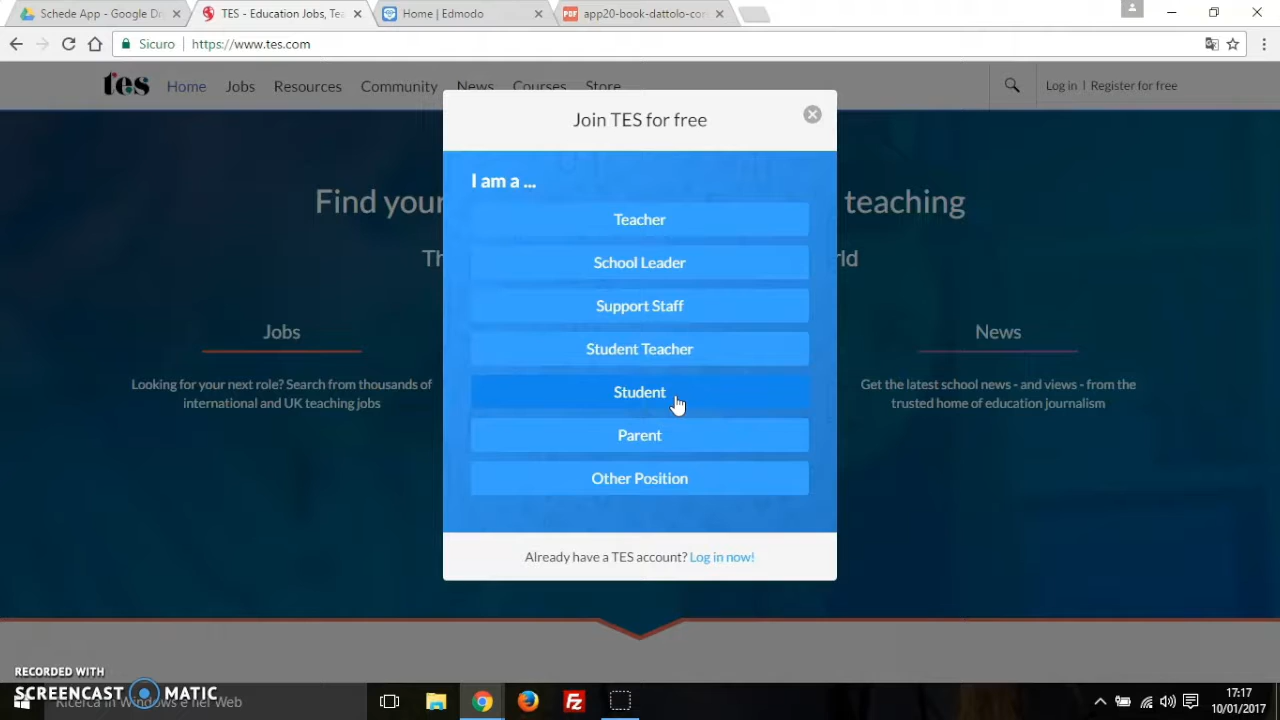 Schede App - Google Dr
TES - Education Jobs, Tea
Home | Edmodo
app20-book-dattolo-con
Sicuro
https://www.tes.com
tes
Home
Jobs
Resources
Community
News
Courses
Store
Log in | Register for free
Join TES for free
I am a ...
Teacher
School Leader
Support Staff
Student Teacher
Student
Parent
Other Position
Already have a TES account? Log in now!
Find your
teaching
Th
ld
Jobs
Looking for your next role? Search from thousands of
international and UK teaching jobs
News
Get the latest school news - and views - from the
trusted home of education journalism
RECORDED WITH
SCREENCAST MATIC
Ricerca in Windows e nel Web
17:17
10/01/2017